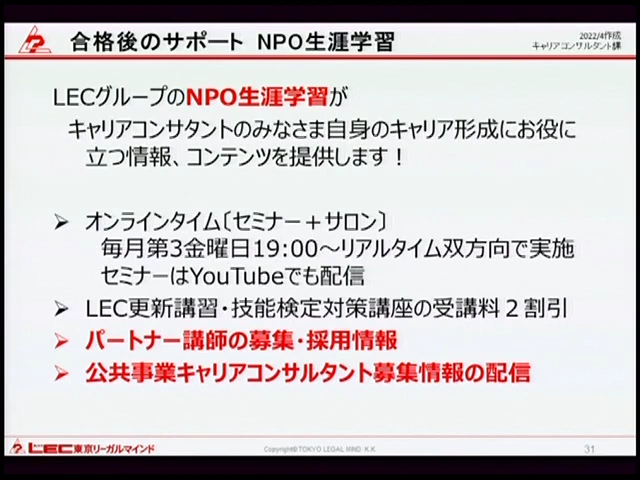 合格後のサポート NPO生涯学習
2022/4作成
キャリアコンサルタント課
LECグループのNPO生涯学習が
キャリアコンサタントのみなさま自身のキャリア形成にお役に
立つ情報、コンテンツを提供します！
➤ オンラインタイム〔セミナー＋サロン〕
毎月第3金曜日19:00～リアルタイム双方向で実施
セミナーはYouTubeでも配信
➤ LEC更新講習・技能検定対策講座の受講料２割引
➤ パートナー講師の募集・採用情報
➤ 公共事業キャリアコンサルタント募集情報の配信
LEC東京リーガルマインド
Copyright© TOKYO LEGAL MIND K.K.
31